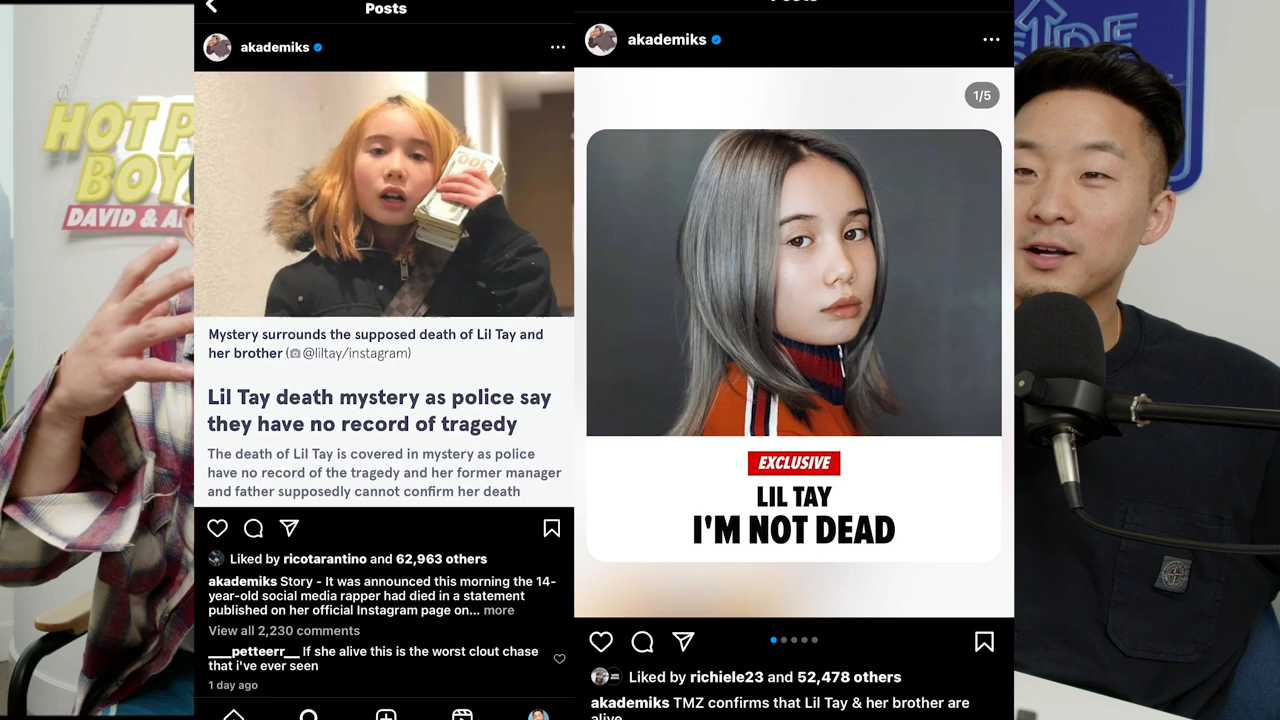 HOT P
BOY
DAVID & A
Posts
akademiks
100
Mystery surrounds the supposed death of Lil Tay and
her brother (@liltay/instagram)
Lil Tay death mystery as police say
they have no record of tragedy
The death of Lil Tay is covered in mystery as police
have no record of the tragedy and her former manager
and father supposedly cannot confirm her death
Liked by ricotarantino and 62,963 others
akademiks Story - It was announced this morning the 14-
year-old social media rapper had died in a statement
published on her official Instagram page on... more
View all 2,230 comments
___petteerr__ If she alive this is the worst clout chase
that i've ever seen
1 day ago
Posts
akademiks
1/5
EXCLUSIVE
LIL TAY
I'M NOT DEAD
Liked by richiele23 and 52,478 others
akademiks TMZ confirms that Lil Tay & her brother are
alive